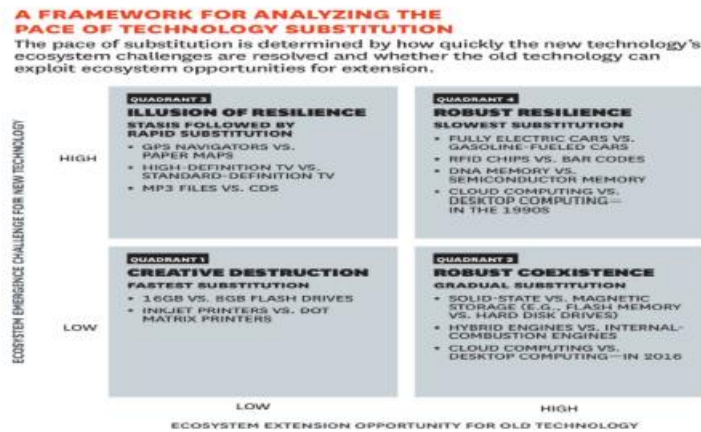 A FRAMEWORK FOR ANALYZING THE
PACE OF TECHNOLOGY SUBSTITUTION
The pace of substitution is determined by how quickly the new technology's
ecosystem challenges are resolved and whether the old technology can
exploit ecosystem opportunities for extension.
ECOSYSTEM EMERGENCE CHALLENGE FOR NEW TECHNOLOGY
HIGH
QUADRANT 3
ILLUSION OF RESILIENCE
STASIS FOLLOWED BY
RAPID SUBSTITUTION
• GPS NAVIGATORS VS.
PAPER MAPS
• HIGH-DEFINITION TV VS.
STANDARD-DEFINITION TV
• MP3 FILES VS. CDS
QUADRANT 4
ROBUST RESILIENCE
SLOWEST SUBSTITUTION
• FULLY ELECTRIC CARS VS.
GASOLINE-FUELED CARS
• RFID CHIPS VS. BAR CODES
• DNA MEMORY VS.
SEMICONDUCTOR MEMORY
• CLOUD COMPUTING VS.
DESKTOP COMPUTING—
IN THE 1990S
LOW
QUADRANT 1
CREATIVE DESTRUCTION
FASTEST SUBSTITUTION
• 16GB VS. 8GB FLASH DRIVES
• INKJET PRINTERS VS. DOT
MATRIX PRINTERS
QUADRANT 2
ROBUST COEXISTENCE
GRADUAL SUBSTITUTION
• SOLID-STATE VS. MAGNETIC
STORAGE (E.G., FLASH MEMORY
VS. HARD DISK DRIVES)
• HYBRID ENGINES VS. INTERNAL-
COMBUSTION ENGINES
• CLOUD COMPUTING VS.
DESKTOP COMPUTING—IN 2016
LOW
HIGH
ECOSYSTEM EXTENSION OPPORTUNITY FOR OLD TECHNOLOGY